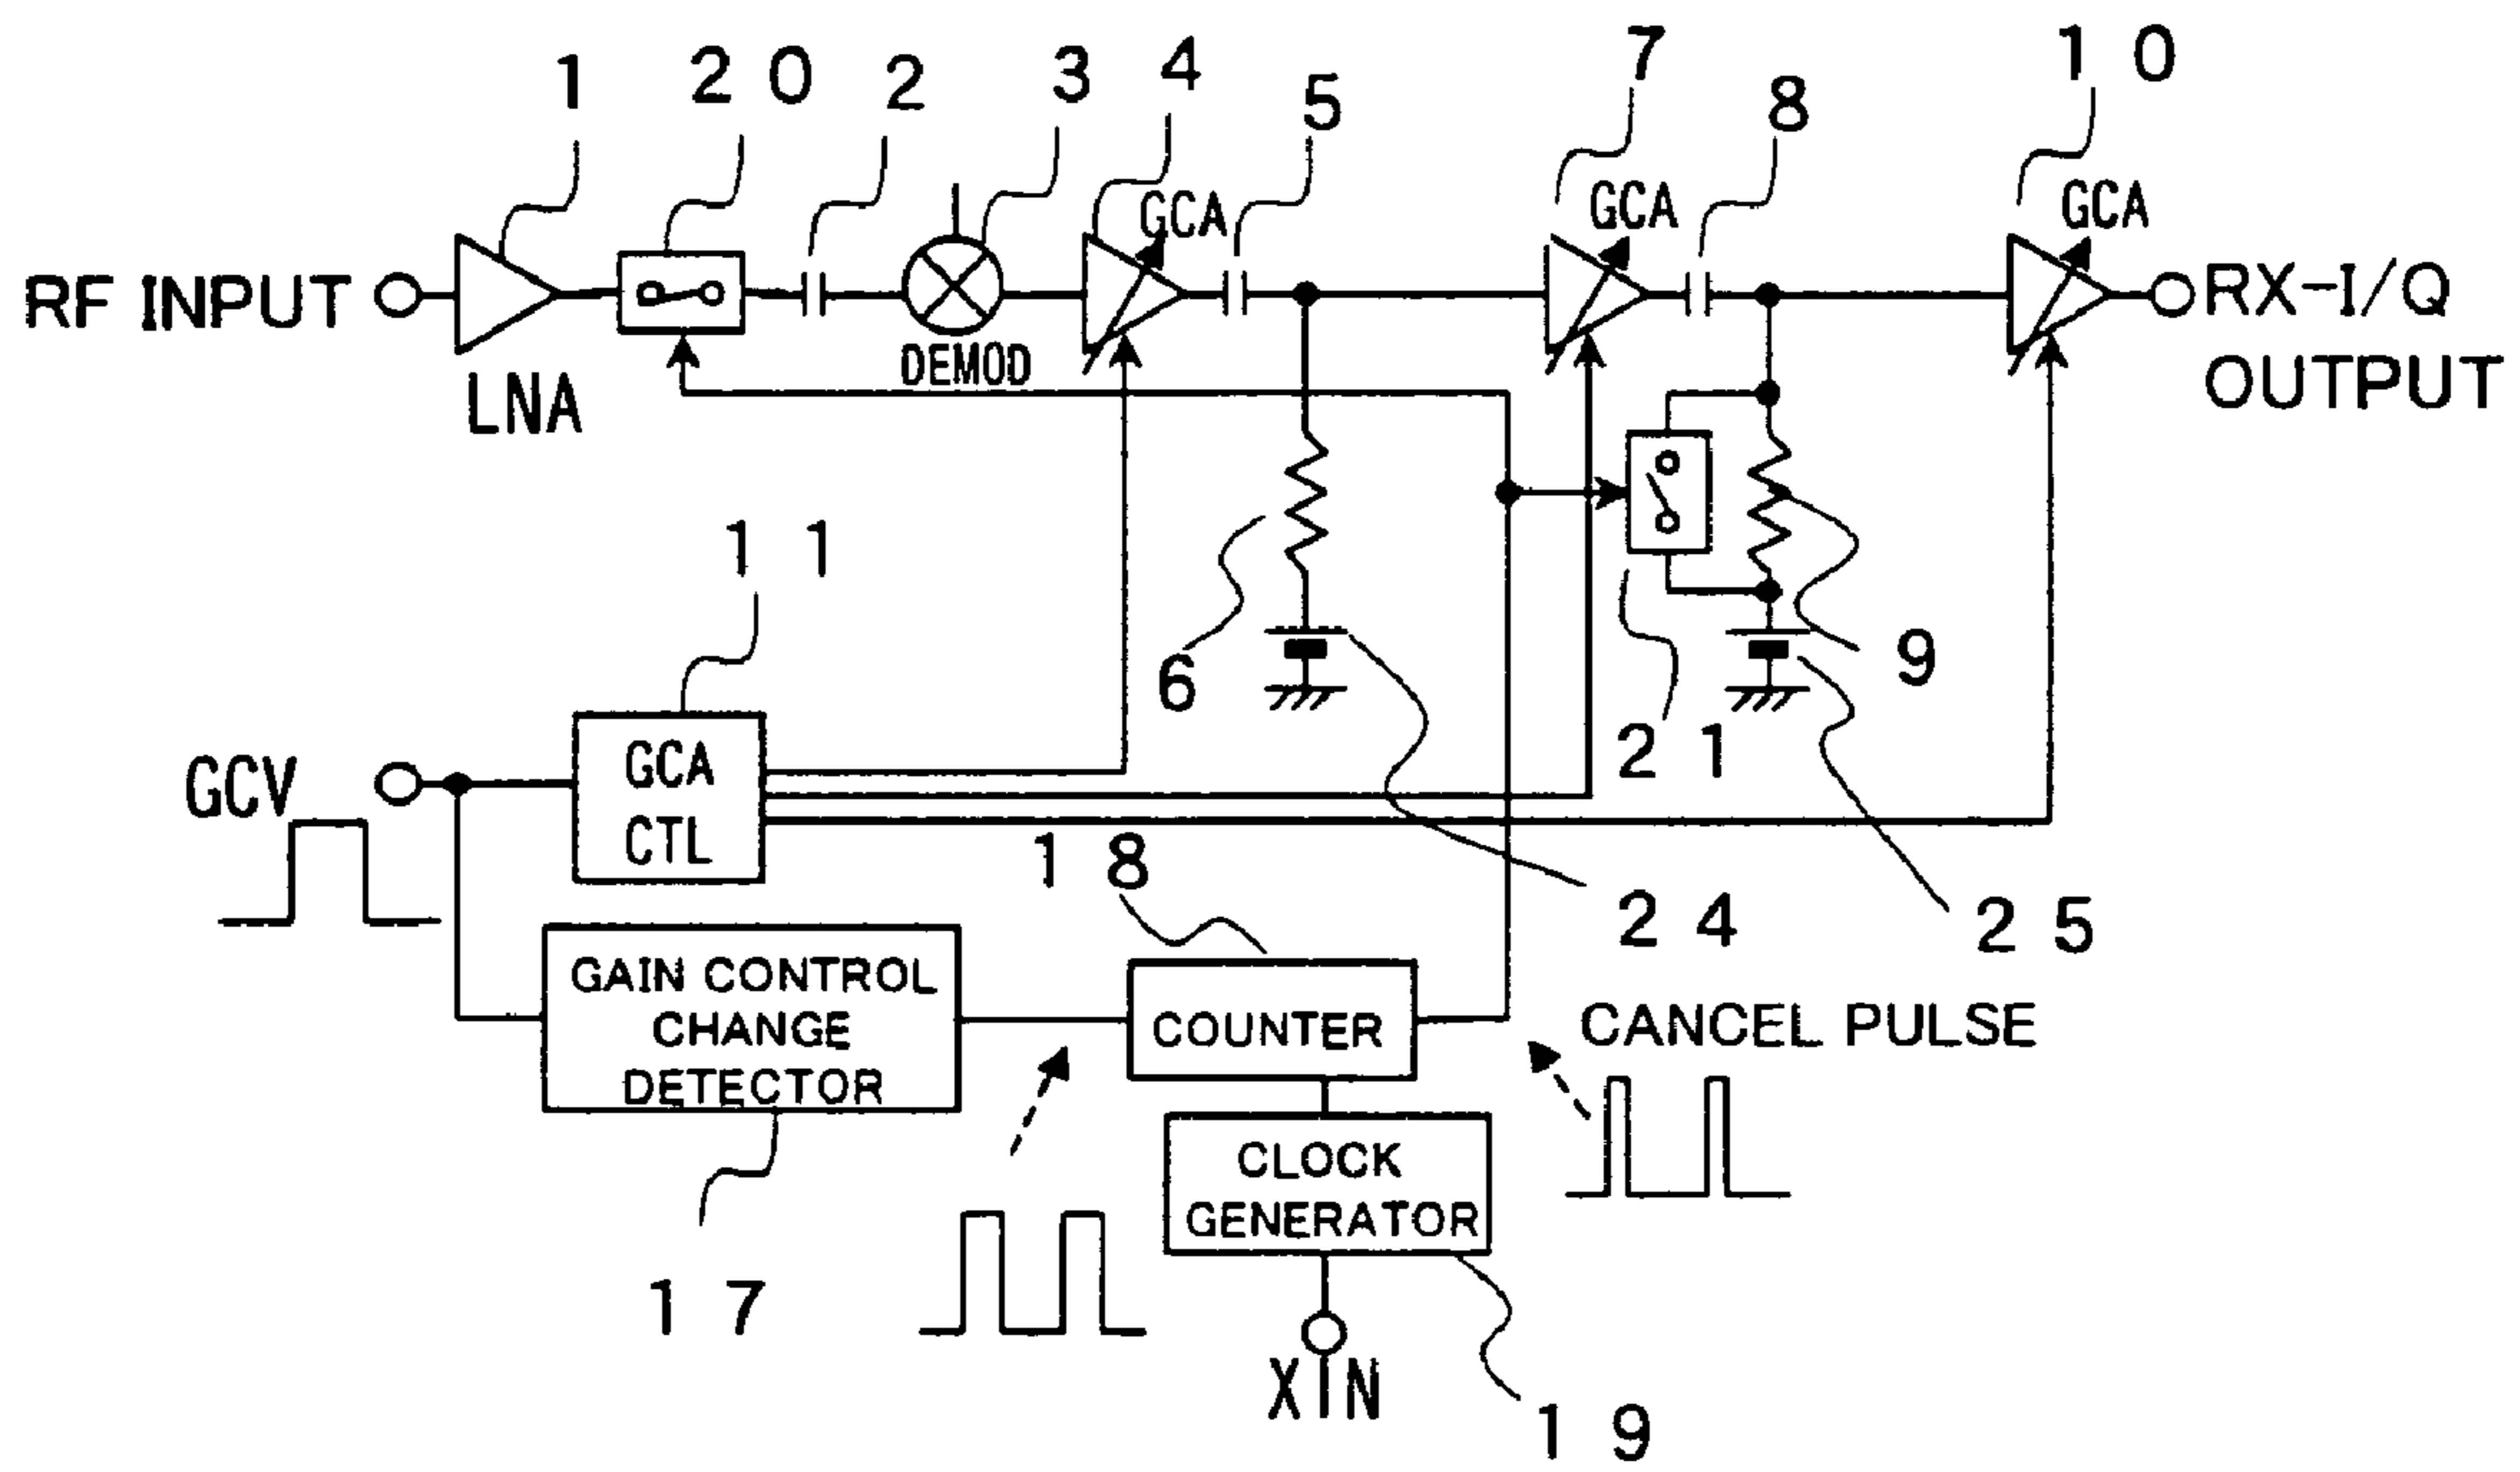 1
2 0
2
3
4
5
7
8
1 0
GCA
GCA
GCA
RF INPUT
RX-I/Q
OUTPUT
LNA
DEMOD
1 1
6
9
2 1
GCV
GCA
CTL
1 8
2 4
2 5
GAIN CONTROL
CHANGE
DETECTOR
COUNTER
CANCEL PULSE
CLOCK
GENERATOR
1 7
XIN
1 9